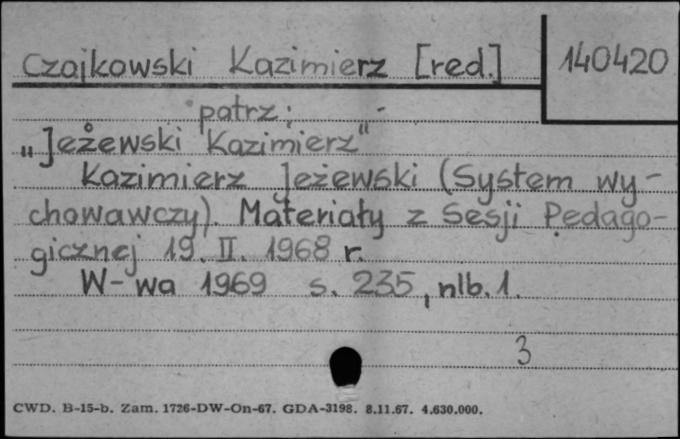 Czajkowski Kazimierz [red.]
140420
patrz:
„Jeżewski Kazimierz"
Kazimierz Jeżewski (System wy-
chowawczy). Materiały z Sesji Pedago-
gicznej 19. II. 1968 r.
W-wa 1969 s. 235, nlb. 1.
3
CWD. B-15-b. Zam. 1726-DW-On-67. GDA-3198. 8.11.67. 4.630.000.